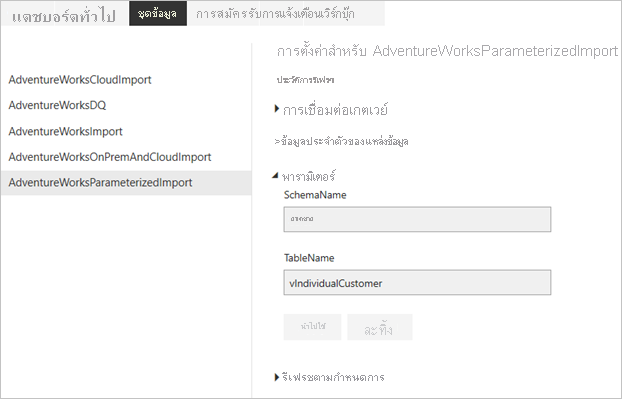 แดชบอร์ดทั่วไป ชุดข้อมูล การสมัครรับการแจ้งเตือนเวิร์กบุ๊ก
การตั้งค่าสำหรับ AdventureWorksParameterizedImport
ประวัติการรีเฟรช
AdventureWorksCloudImport
AdventureWorksDQ
AdventureWorksImport
AdventureWorksOnPremAndCloudImport
AdventureWorksParameterizedImport
การเชื่อมต่อเกตเวย์
>ข้อมูลประจำตัวของแหล่งข้อมูล
พารามิเตอร์
SchemaName
TableName
vIndividualCustomer
นำไปใช้ ละทิ้ง
รีเฟรชตามกำหนดการ